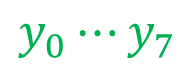 y₀ ⋯ y₇